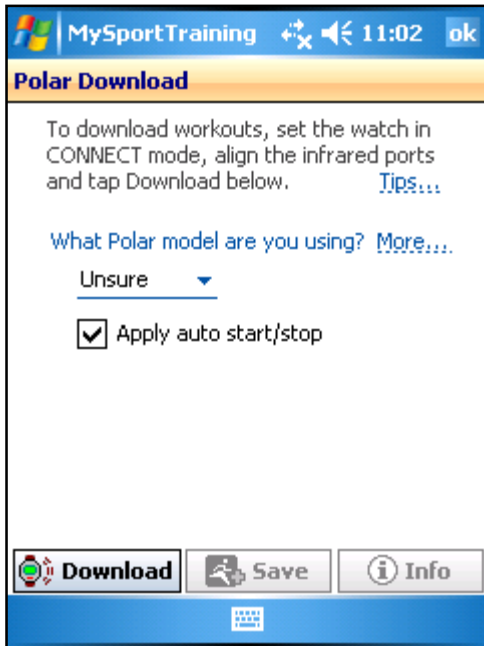 MySportTraining 11:02 ok
Polar Download
To download workouts, set the watch in
CONNECT mode, align the infrared ports
and tap Download below. Tips...
What Polar model are you using? More...
Unsure
Apply auto start/stop
Download Save Info